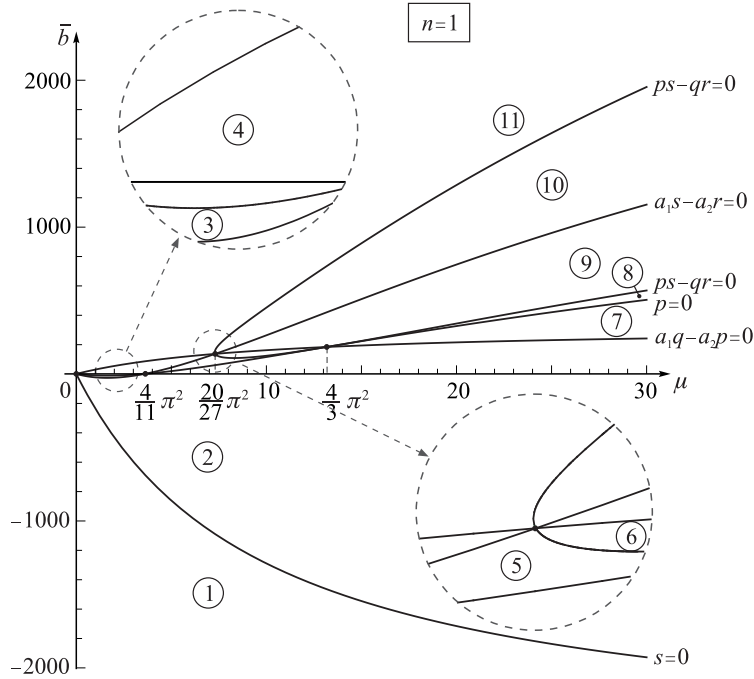 n=1
b̄
2000
1000
0
−1000
−2000
4
3
ps−qr=0
11
10
a₁s−a₂r=0
9
8
ps−qr=0
p=0
7
a₁q−a₂p=0
4/11 π²
20/27 π²
10
4/3 π²
20
30
μ
2
6
5
1
s=0